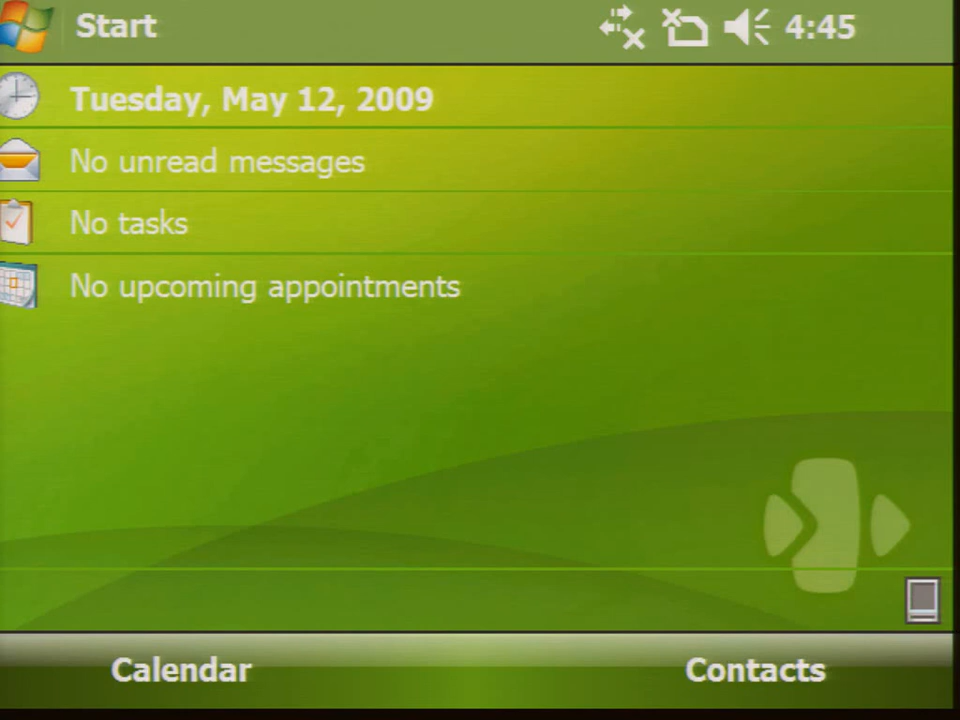 Start 4:45
Tuesday, May 12, 2009
No unread messages
No tasks
No upcoming appointments
Calendar Contacts